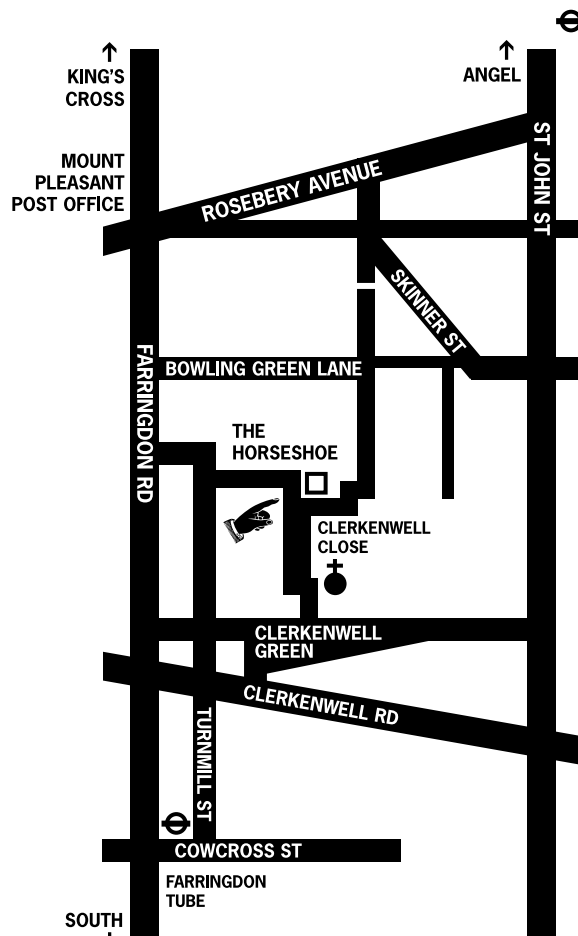 KING'S
CROSS
ANGEL
MOUNT
PLEASANT
POST OFFICE
ROSEBERY AVENUE
ST JOHN ST
SKINNER ST
FARRINGDON RD
BOWLING GREEN LANE
THE
HORSESHOE
CLERKENWELL
CLOSE
CLERKENWELL
GREEN
CLERKENWELL RD
TURNMILL ST
COWCROSS ST
FARRINGDON
TUBE
SOUTH